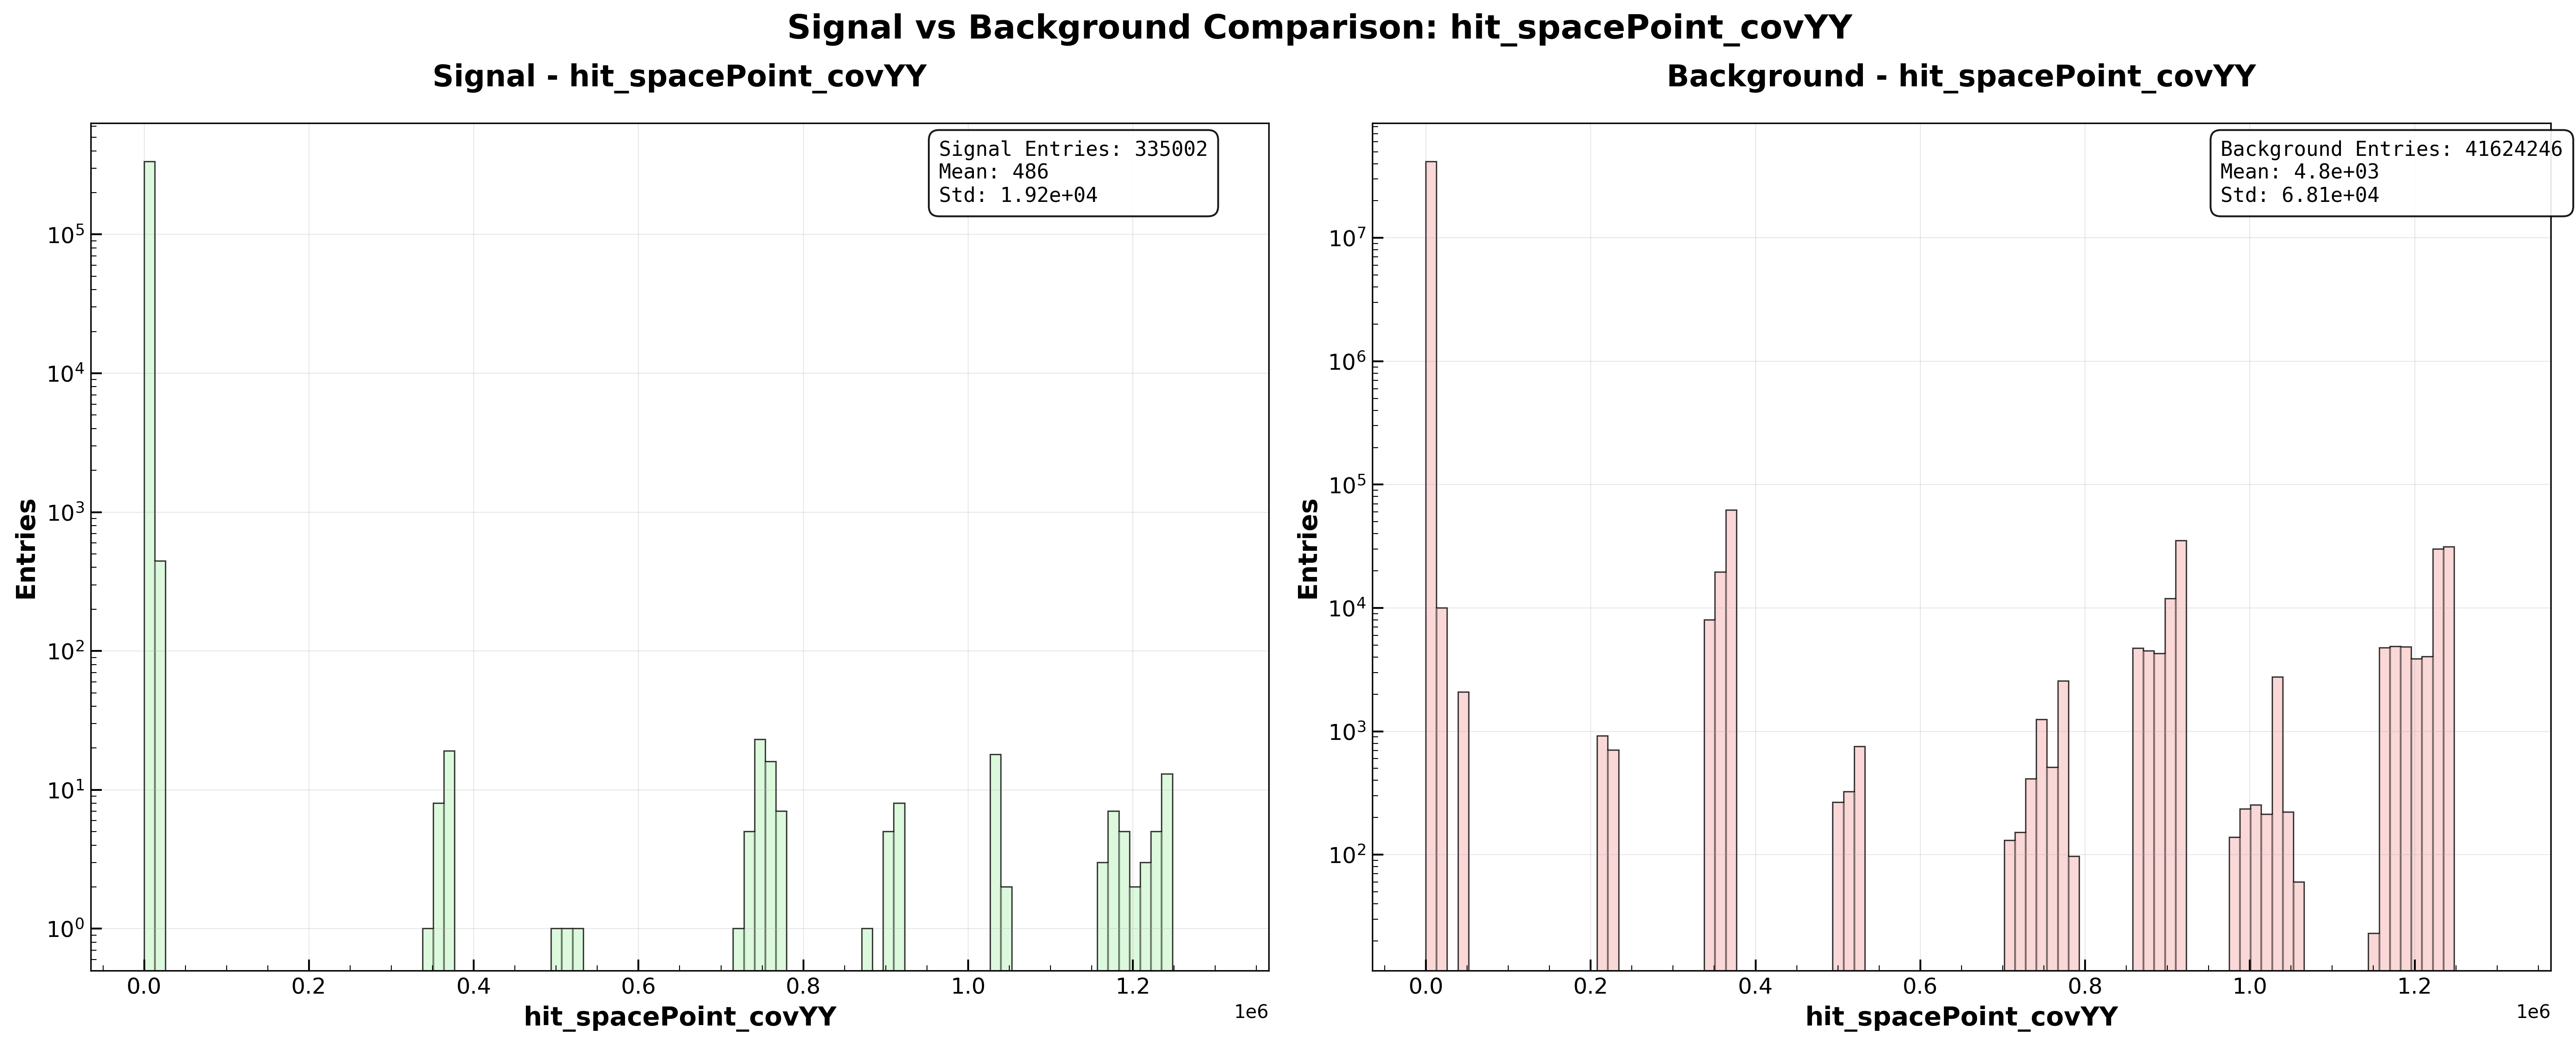 Signal vs Background Comparison: hit_spacePoint_covYY
Signal - hit_spacePoint_covYY
Signal Entries: 335002
Mean: 486
Std: 1.92e+04
10^5
10^4
10^3
10^2
10^1
10^0
Entries
0.0 0.2 0.4 0.6 0.8 1.0 1.2
1e6
hit_spacePoint_covYY
Background - hit_spacePoint_covYY
Background Entries: 41624246
Mean: 4.8e+03
Std: 6.81e+04
10^7
10^6
10^5
10^4
10^3
10^2
Entries
0.0 0.2 0.4 0.6 0.8 1.0 1.2
1e6
hit_spacePoint_covYY